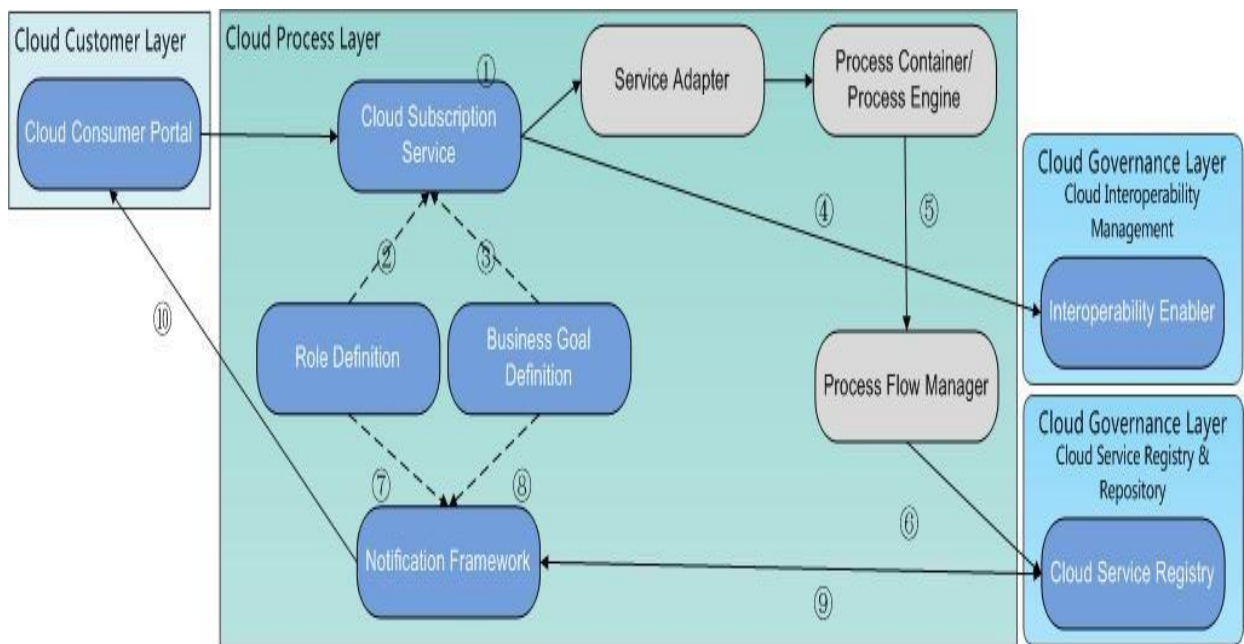 Cloud Customer Layer
Cloud Consumer Portal
Cloud Process Layer
①
Cloud Subscription
Service
Service Adapter
Process Container/
Process Engine
②
③
④
⑤
Role Definition
Business Goal
Definition
Process Flow Manager
⑥
⑦
⑧
Notification Framework
⑨
⑩
Cloud Governance Layer
Cloud Interoperability
Management
Interoperability Enabler
Cloud Governance Layer
Cloud Service Registry &
Repository
Cloud Service Registry